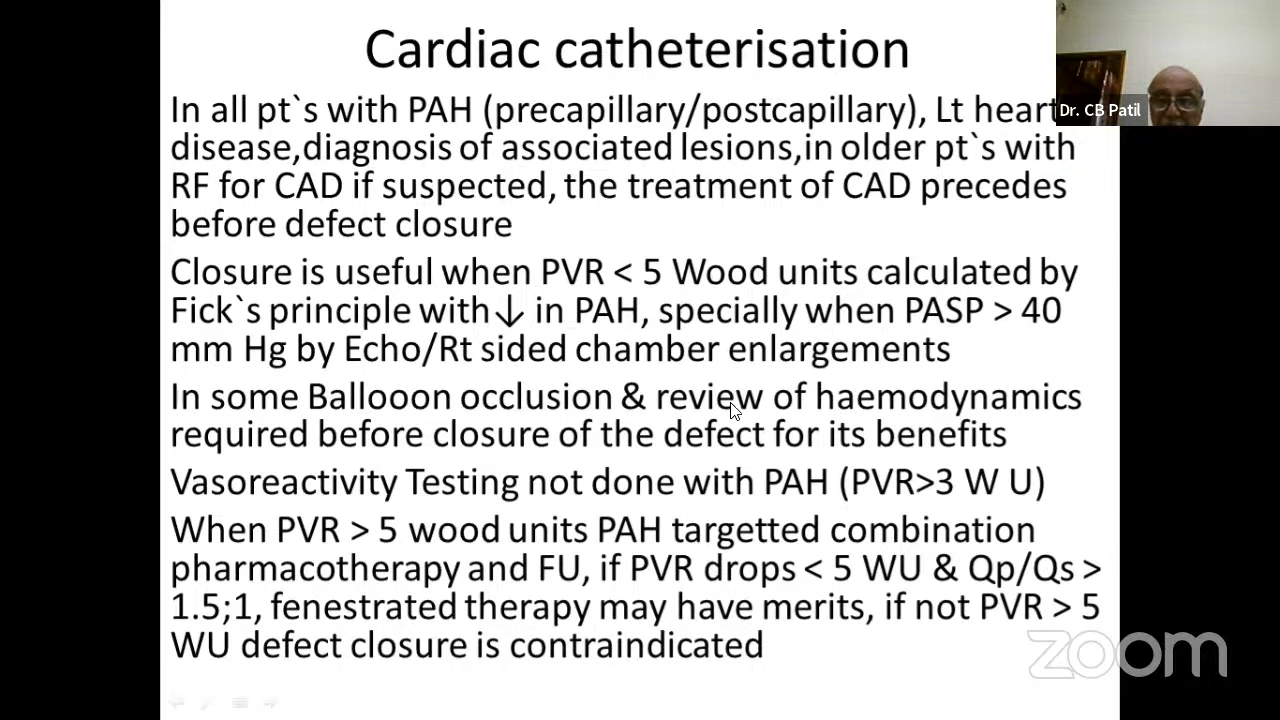 Cardiac catheterisation
In all pt`s with PAH (precapillary/postcapillary), Lt heart
disease,diagnosis of associated lesions,in older pt`s with
RF for CAD if suspected, the treatment of CAD precedes
before defect closure
Closure is useful when PVR < 5 Wood units calculated by
Fick`s principle with↓ in PAH, specially when PASP > 40
mm Hg by Echo/Rt sided chamber enlargements
In some Ballooon occlusion & review of haemodynamics
required before closure of the defect for its benefits
Vasoreactivity Testing not done with PAH (PVR>3 W U)
When PVR > 5 wood units PAH targetted combination
pharmacotherapy and FU, if PVR drops < 5 WU & Qp/Qs >
1.5;1, fenestrated therapy may have merits, if not PVR > 5
WU defect closure is contraindicated
Dr. CB Patil
zoom